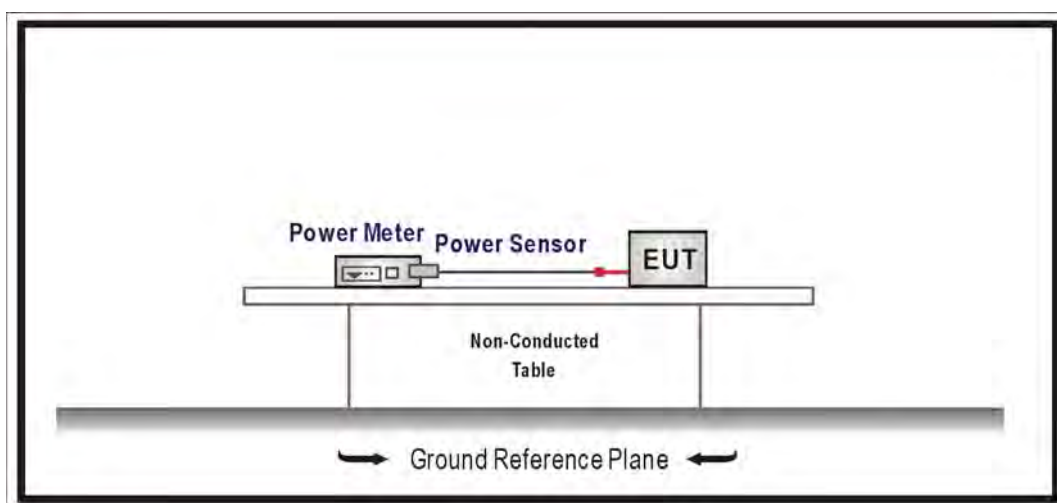 Power Meter
Power Sensor
EUT
Non-Conducted
Table
Ground Reference Plane